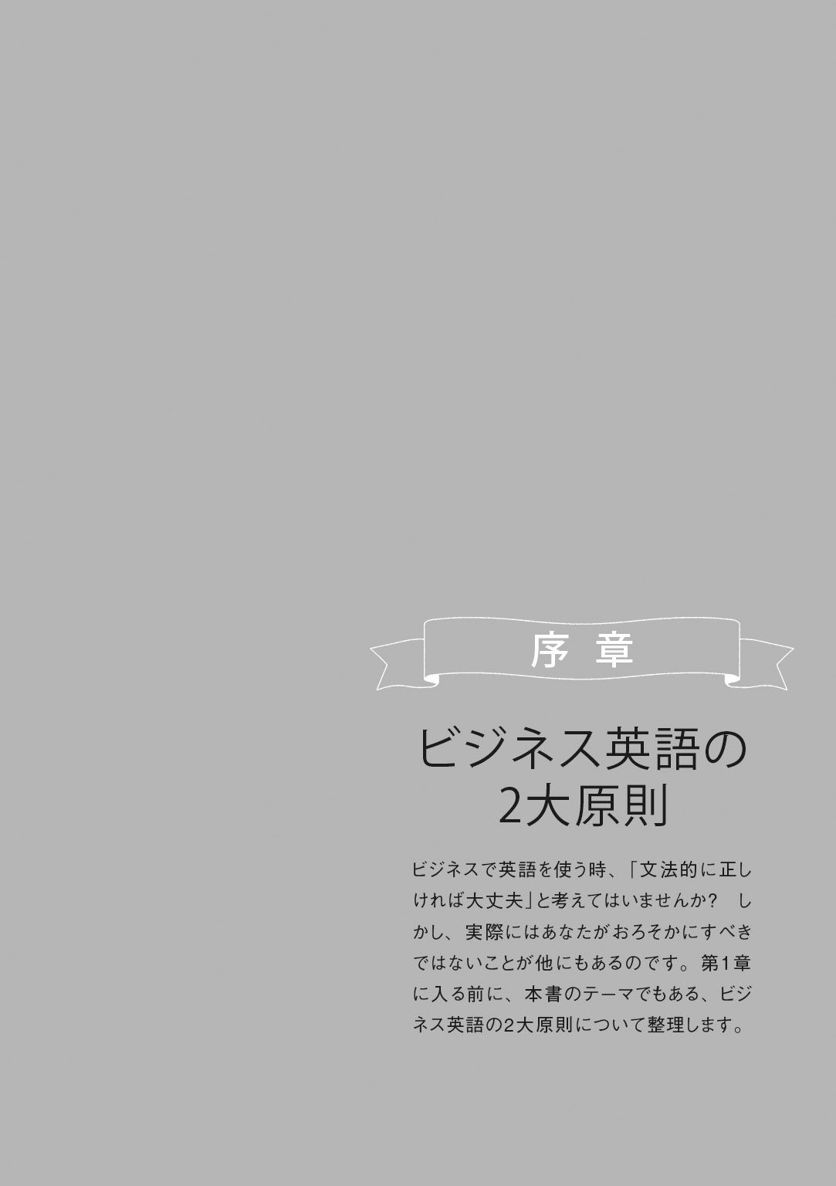 序章
ビジネス英語の
2大原則
ビジネスで英語を使う時、「文法的に正し
ければ大丈夫」と考えてはいませんか?　し
かし、実際にはあなたがおろそかにすべき
ではないことが他にもあるのです。第1章
に入る前に、本書のテーマでもある、ビジ
ネス英語の2大原則について整理します。